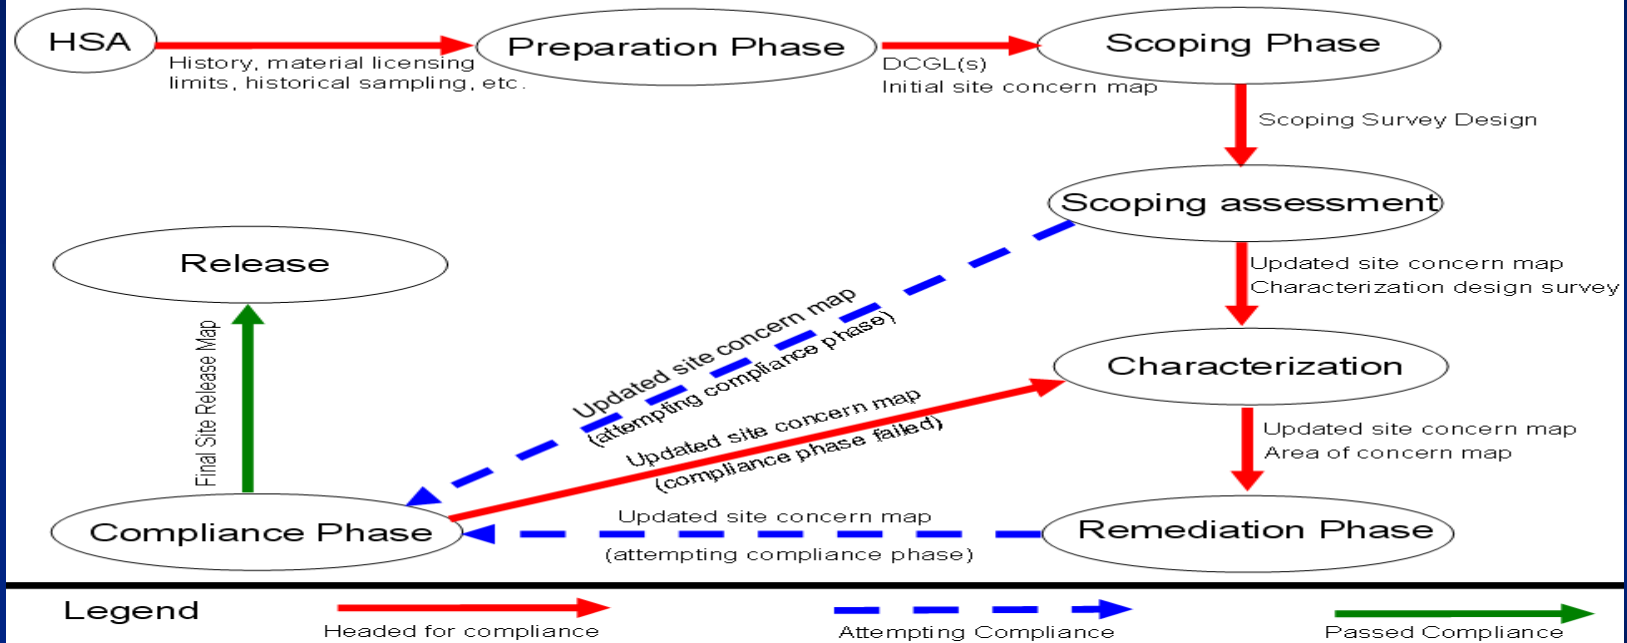 HSA
History, material licensing
limits, historical sampling, etc.
Preparation Phase
DCGL(s)
Initial site concern map
Scoping Phase
Scoping Survey Design
Scoping assessment
Updated site concern map
Characterization design survey
Release
Final Site Release Map
Updated site concern map
(attempting compliance phase)
Characterization
Updated site concern map
(compliance phase failed)
Updated site concern map
Area of concern map
Compliance Phase
Updated site concern map
(attempting compliance phase)
Remediation Phase
Legend
Headed for compliance
Attempting Compliance
Passed Compliance